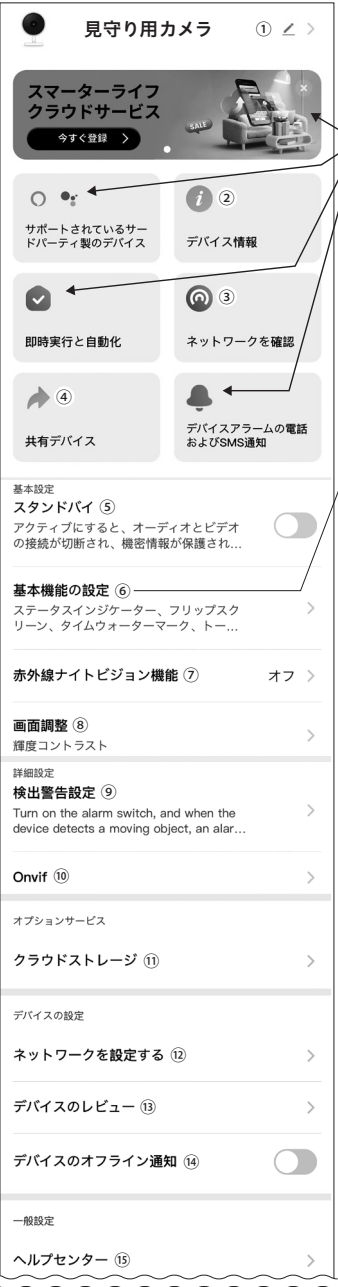 見守り用カメラ ①
スマーターライフ
クラウドサービス
今すぐ登録
SALE
サポートされているサー
ドパーティ製のデバイス
②
デバイス情報
即時実行と自動化
③
ネットワークを確認
④
共有デバイス
デバイスアラームの電話
およびSMS通知
基本設定
スタンドバイ ⑤
アクティブにすると、オーディオとビデオ
の接続が切断され、機密情報が保護され...
基本機能の設定 ⑥
ステータスインジケーター、フリップスク
リーン、タイムウォーターマーク、トー...
赤外線ナイトビジョン機能 ⑦ オフ
画面調整 ⑧
輝度コントラスト
詳細設定
検出警告設定 ⑨
Turn on the alarm switch, and when the
device detects a moving object, an alar...
Onvif ⑩
オプションサービス
クラウドストレージ ⑪
デバイスの設定
ネットワークを設定する ⑫
デバイスのレビュー ⑬
デバイスのオフライン通知 ⑭
一般設定
ヘルプセンター ⑮